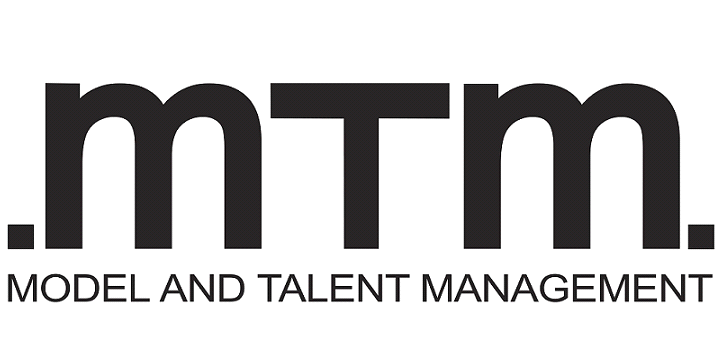 .mTm.
MODEL AND TALENT MANAGEMENT